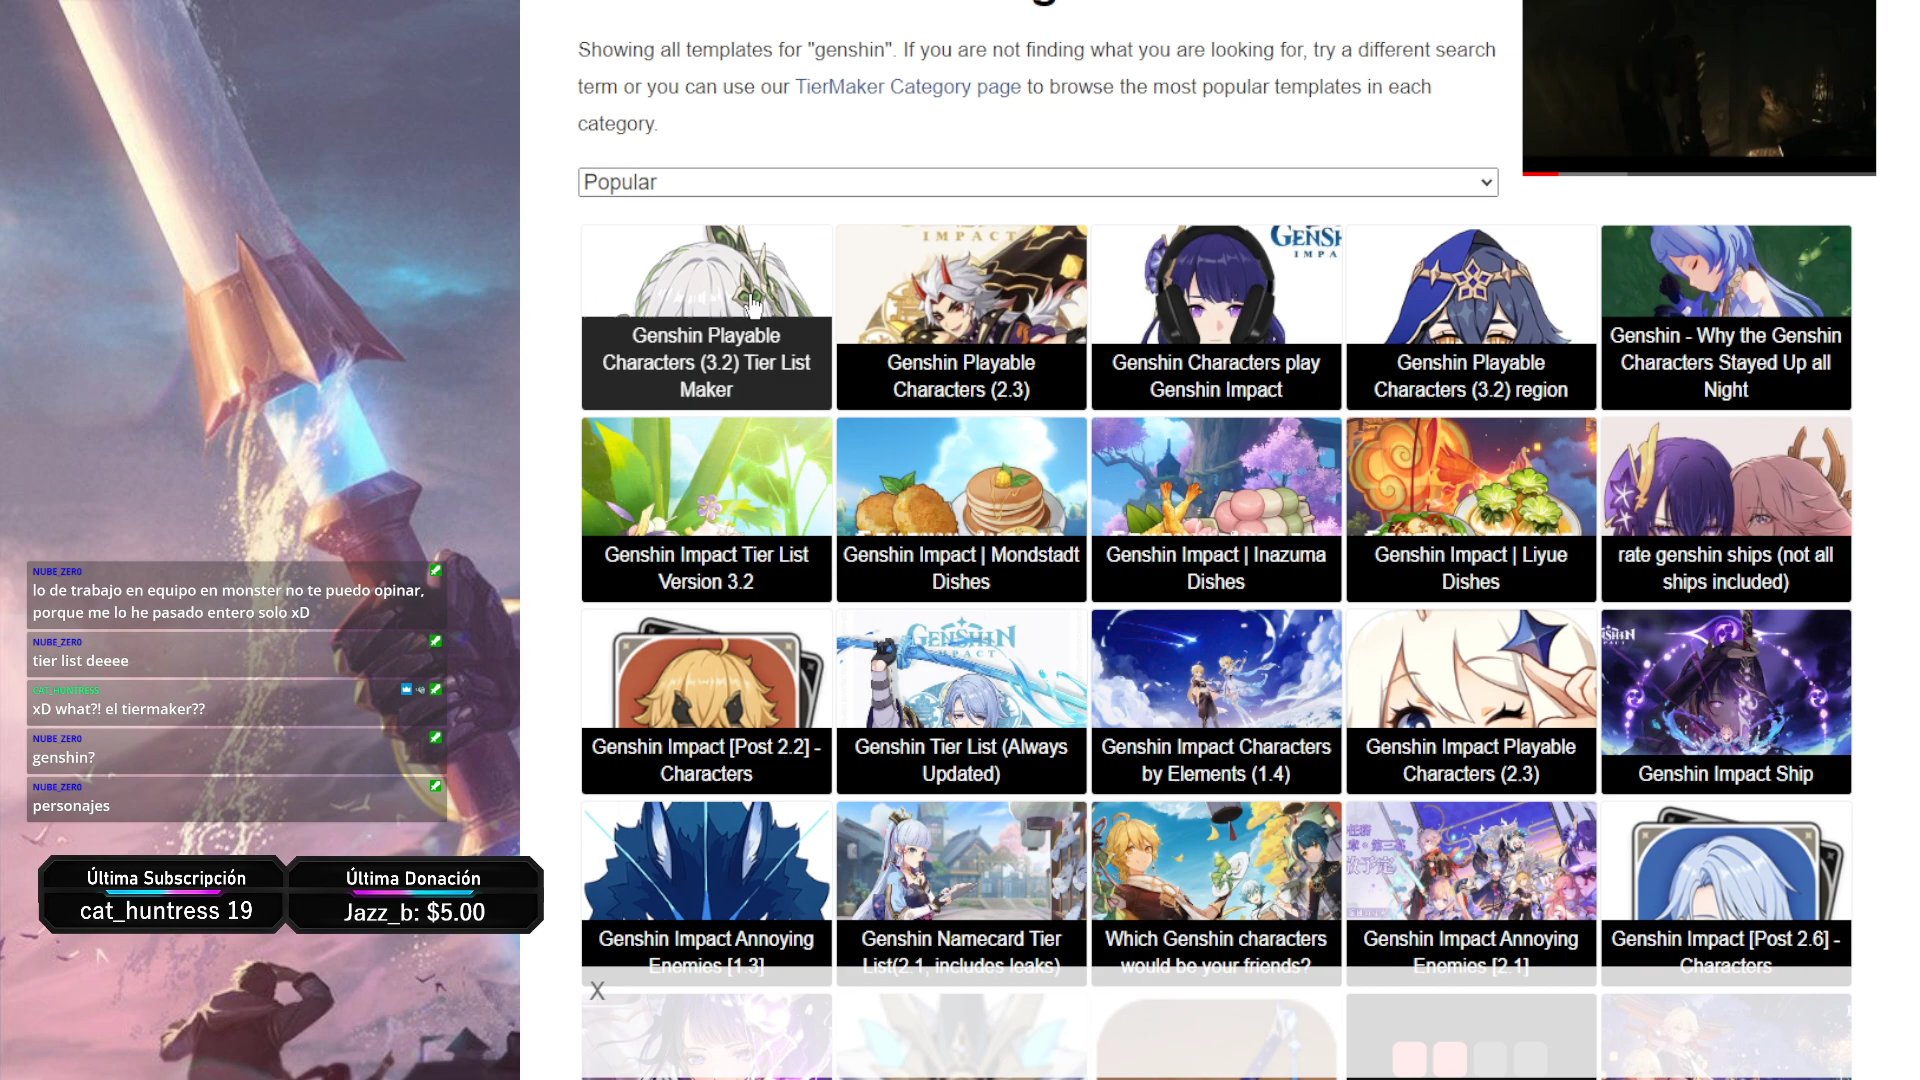 Showing all templates for "genshin". If you are not finding what you are looking for, try a different search
term or you can use our TierMaker Category page to browse the most popular templates in each
category.
Popular
Genshin Playable
Characters (3.2) Tier List
Maker
IMPACT
Genshin Playable
Characters (2.3)
GENSH
IMPA
Genshin Characters play
Genshin Impact
Genshin Playable
Characters (3.2) region
Genshin - Why the Genshin
Characters Stayed Up all
Night
Genshin Impact Tier List
Version 3.2
Genshin Impact | Mondstadt
Dishes
Genshin Impact | Inazuma
Dishes
Genshin Impact | Liyue
Dishes
rate genshin ships (not all
ships included)
Genshin Impact [Post 2.2] -
Characters
GENSHIN
IMPACT
Genshin Tier List (Always
Updated)
Genshin Impact Characters
by Elements (1.4)
Genshin Impact Playable
Characters (2.3)
Genshin Impact Ship
Genshin Impact Annoying
Enemies [1.3]
Genshin Namecard Tier
List(2.1, includes leaks)
Which Genshin characters
would be your friends?
Genshin Impact Annoying
Enemies [2.1]
Genshin Impact [Post 2.6] -
Characters
X
NUBE_ZERO
lo de trabajo en equipo en monster no te puedo opinar,
porque me lo he pasado entero solo xD
NUBE_ZERO
tier list deeee
CAT_HUNTRESS
xD what?! el tiermaker??
NUBE_ZERO
genshin?
NUBE_ZERO
personajes
Última Subscripción
cat_huntress 19
Última Donación
Jazz_b: $5.00